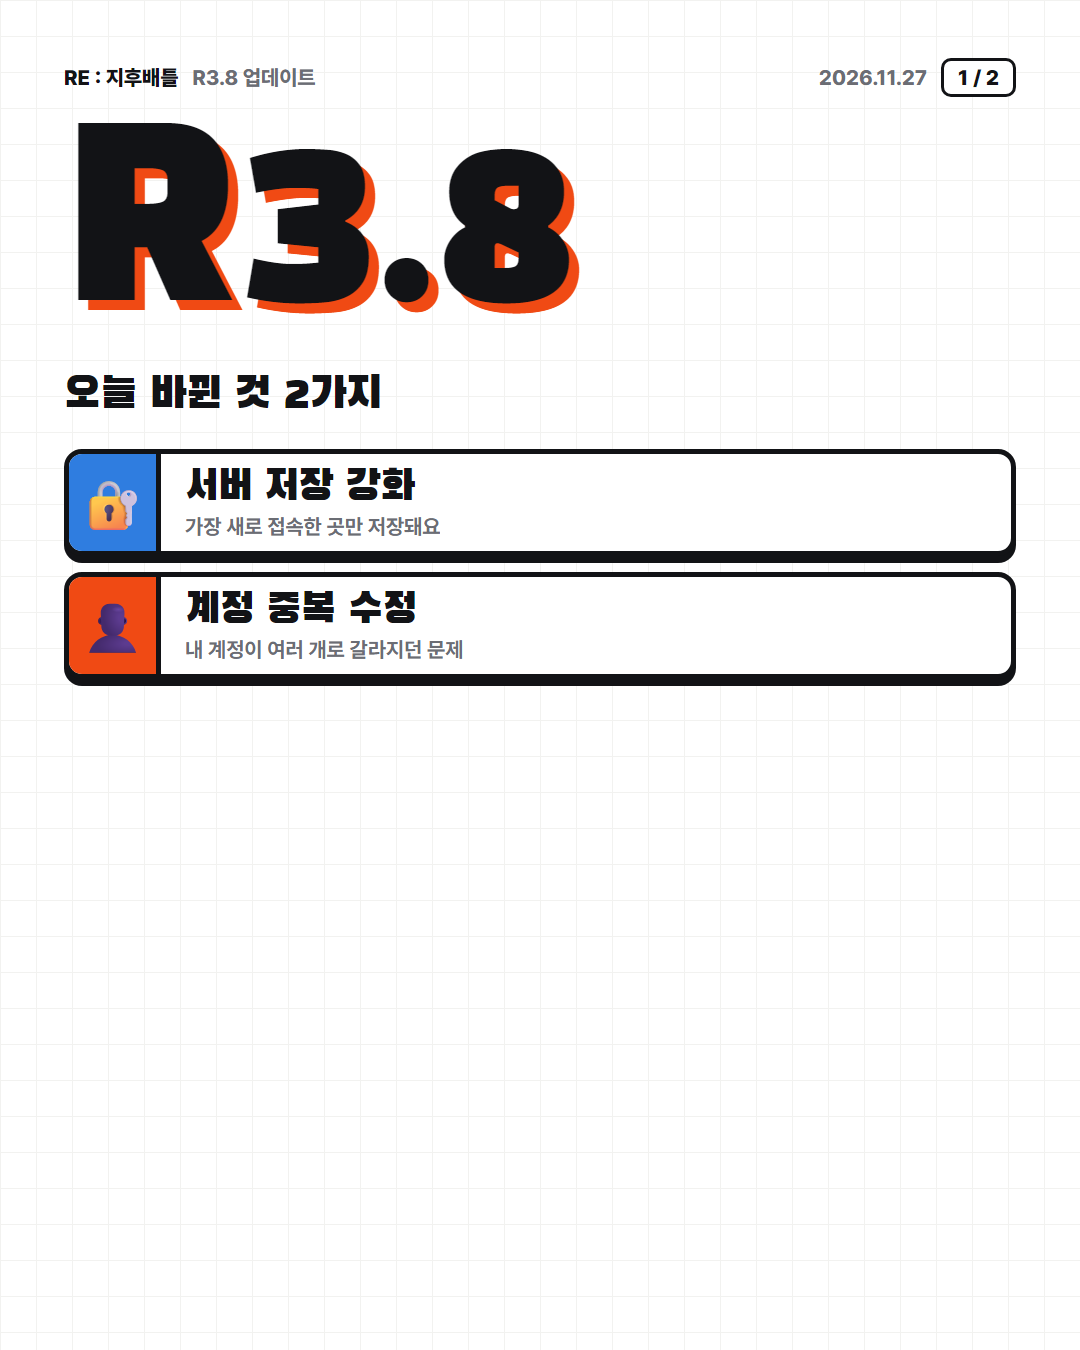 RE : 지후배틀 R3.8 업데이트 2026.11.27 1 / 2
R3.8
오늘 바뀐 것 2가지
서버 저장 강화
가장 새로 접속한 곳만 저장돼요
계정 중복 수정
내 계정이 여러 개로 갈라지던 문제